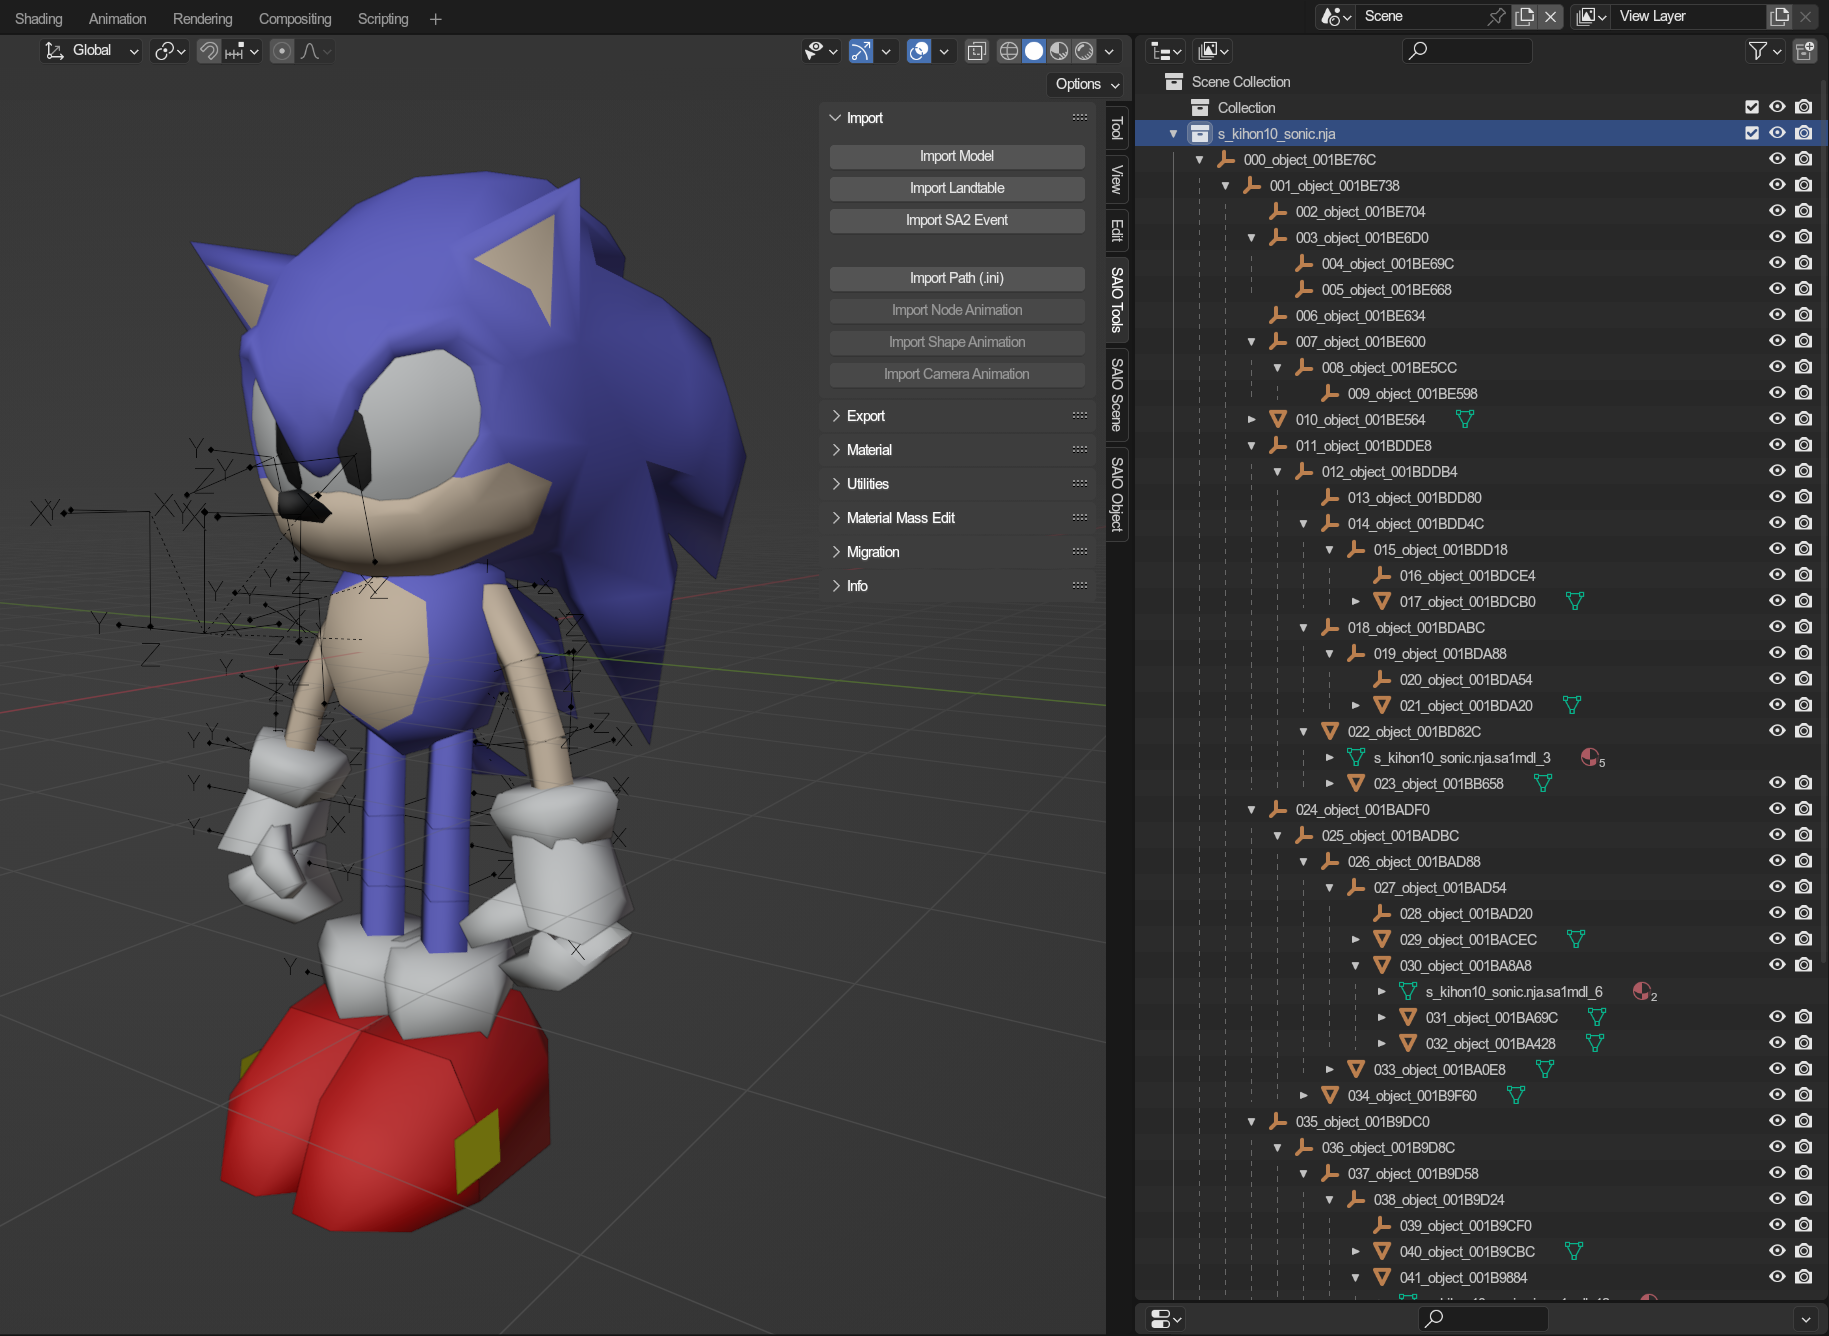 Shading Animation Rendering Compositing Scripting +
Scene
View Layer
Global
Options
Import
Import Model
Import Landtable
Import SA2 Event
Import Path (.ini)
Import Node Animation
Import Shape Animation
Import Camera Animation
Export
Material
Utilities
Material Mass Edit
Migration
Info
Tool
View
Edit
SAIO Tools
SAIO Scene
SAIO Object
Scene Collection
Collection
s_kihon10_sonic.nja
000_object_001BE76C
001_object_001BE738
002_object_001BE704
003_object_001BE6D0
004_object_001BE69C
005_object_001BE668
006_object_001BE634
007_object_001BE600
008_object_001BE5CC
009_object_001BE598
010_object_001BE564
011_object_001BDDE8
012_object_001BDDB4
013_object_001BDD80
014_object_001BDD4C
015_object_001BDD18
016_object_001BDCE4
017_object_001BDCB0
018_object_001BDABC
019_object_001BDA88
020_object_001BDA54
021_object_001BDA20
022_object_001BD82C
s_kihon10_sonic.nja.sa1mdl_3 5
023_object_001BB658
024_object_001BADF0
025_object_001BADBC
026_object_001BAD88
027_object_001BAD54
028_object_001BAD20
029_object_001BACEC
030_object_001BA8A8
s_kihon10_sonic.nja.sa1mdl_6 2
031_object_001BA69C
032_object_001BA428
033_object_001BA0E8
034_object_001B9F60
035_object_001B9DC0
036_object_001B9D8C
037_object_001B9D58
038_object_001B9D24
039_object_001B9CF0
040_object_001B9CBC
041_object_001B9884